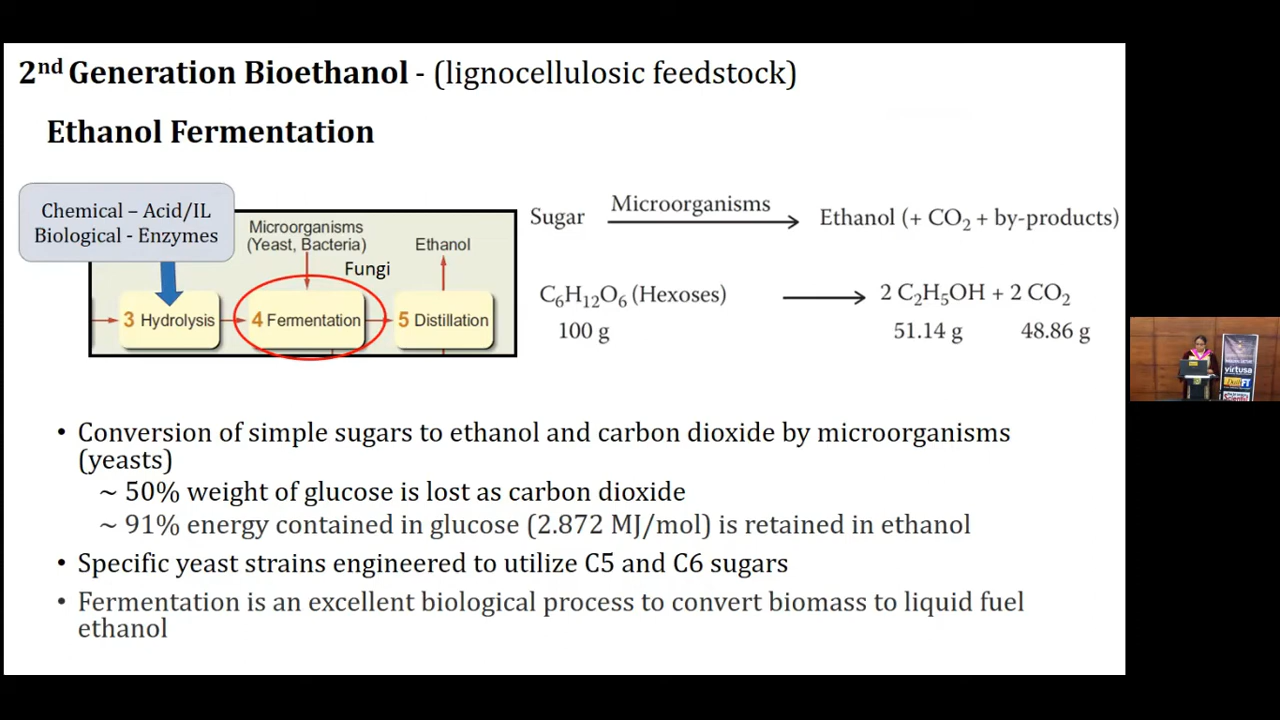 2nd Generation Bioethanol - (lignocellulosic feedstock)
Ethanol Fermentation
Chemical – Acid/IL
Biological - Enzymes
Microorganisms
(Yeast, Bacteria)
Fungi
Ethanol
3 Hydrolysis
4 Fermentation
5 Distillation
Sugar
Microorganisms
Ethanol (+ CO2 + by-products)
C6H12O6 (Hexoses)
2 C2H5OH + 2 CO2
100 g
51.14 g
48.86 g
• Conversion of simple sugars to ethanol and carbon dioxide by microorganisms
(yeasts)
~ 50% weight of glucose is lost as carbon dioxide
~ 91% energy contained in glucose (2.872 MJ/mol) is retained in ethanol
• Specific yeast strains engineered to utilize C5 and C6 sugars
• Fermentation is an excellent biological process to convert biomass to liquid fuel
ethanol
virtusa